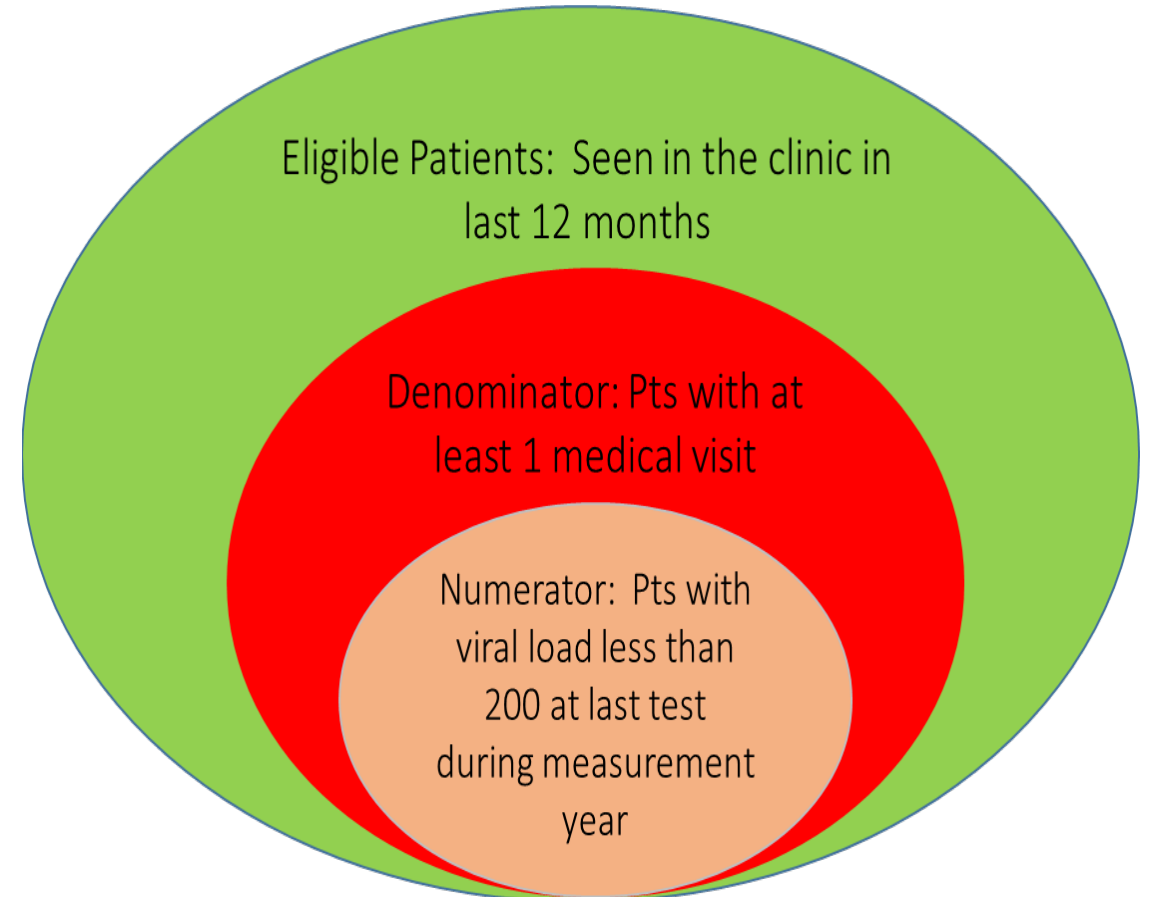 Eligible Patients:  Seen in the clinic in
last 12 months
Denominator: Pts with at
least 1 medical visit
Numerator:  Pts with
viral load less than
200 at last test
during measurement
year